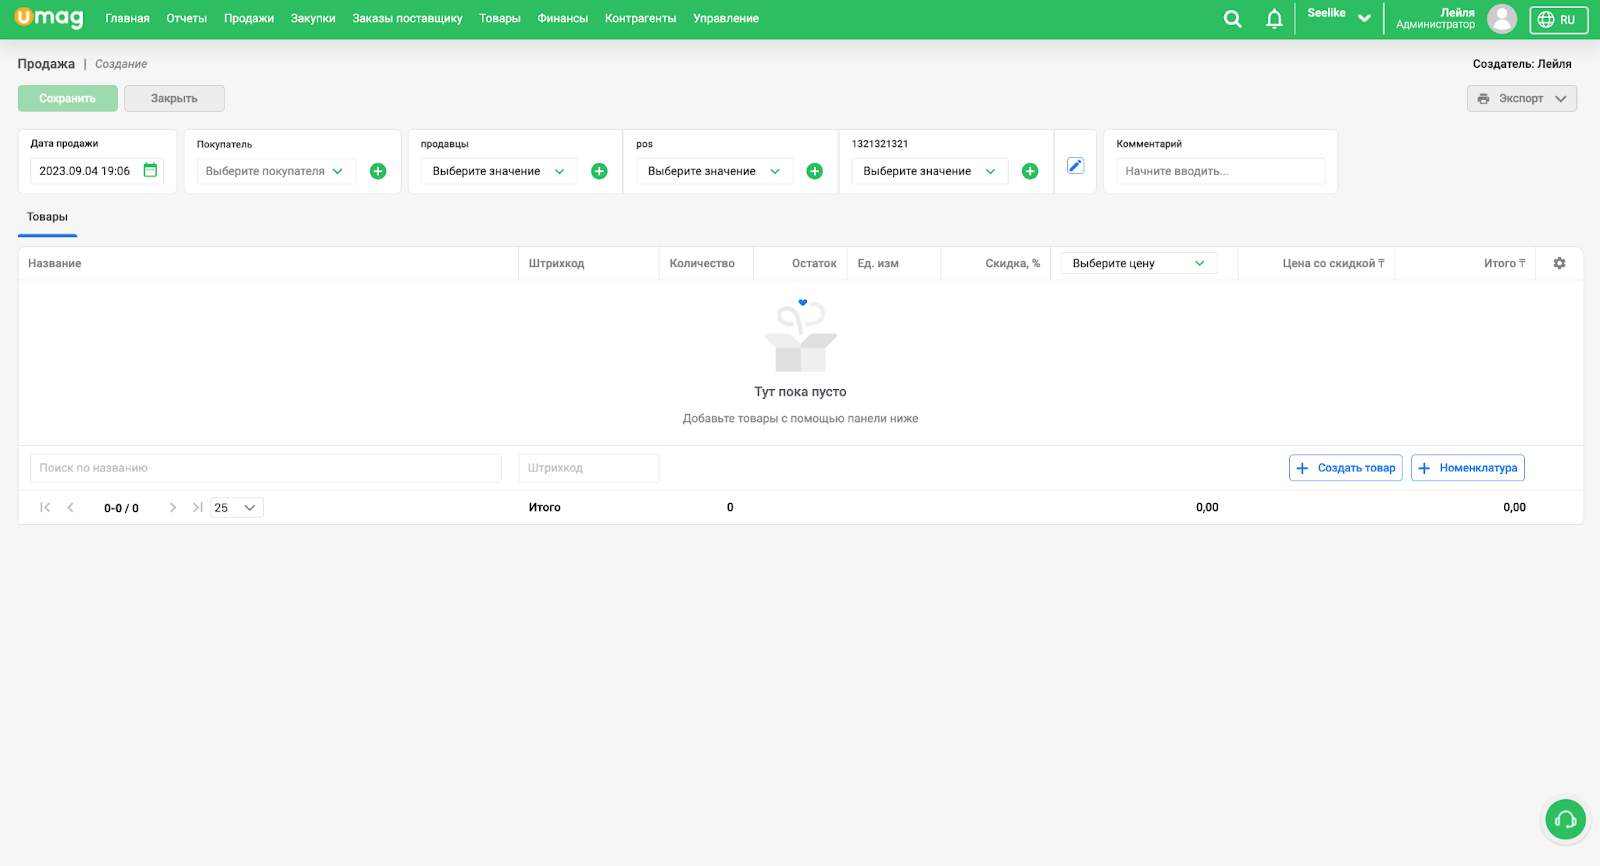 umag Главная Отчеты Продажи Закупки Заказы поставщику Товары Финансы Контрагенты Управление Seelike Лейля RU
Администратор
Продажа | Создание Создатель: Лейля
Сохранить Закрыть Экспорт
Дата продажи Покупатель продавцы pos 1321321321 Комментарий
2023.09.04 19:06 Выберите покупателя Выберите значение Выберите значение Выберите значение Начните вводить...
Товары
Название Штрихкод Количество Остаток Ед. изм Скидка, % Выберите цену Цена со скидкой ₸ Итого ₸
Тут пока пусто
Добавьте товары с помощью панели ниже
Поиск по названию Штрихкод + Создать товар + Номенклатура
0-0 / 0 25 Итого 0 0,00 0,00